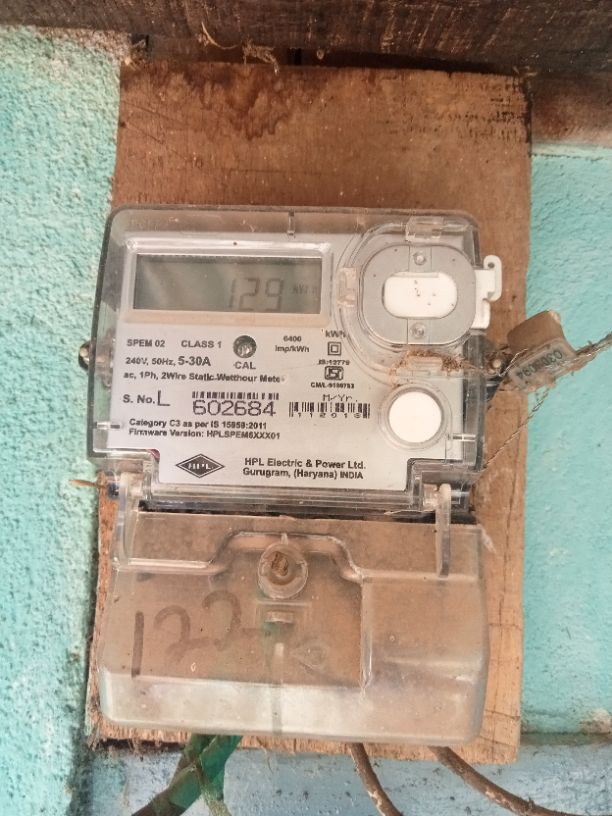 129 kWh
SPEM 02 CLASS 1 6400 imp/kWh kWh
240V, 50Hz, 5-30A CAL IS:13779
ac, 1Ph, 2Wire Static Watthour Meter
S. No. L 602684 M/Yr.
Category C3 as per IS 15959:2011
Firmware Version: HPLSPEM6XXX01
HPL
HPL Electric & Power Ltd.
Gurugram, (Haryana) INDIA